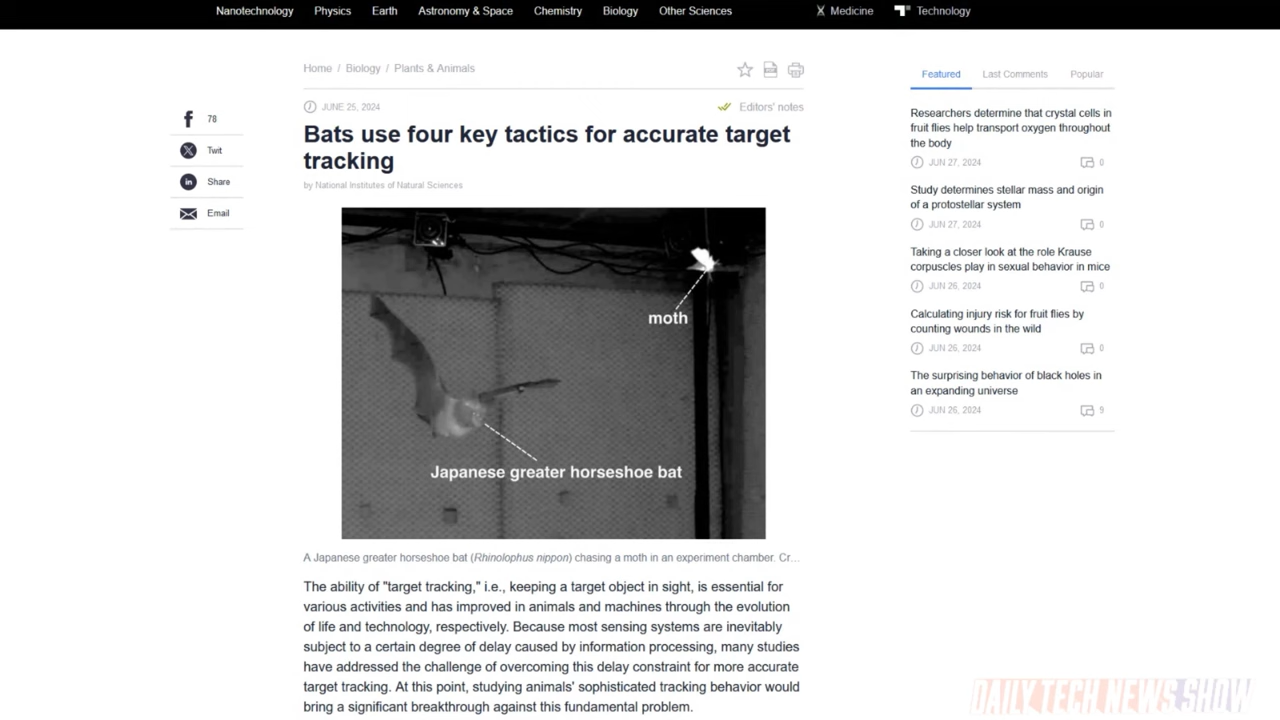 Nanotechnology Physics Earth Astronomy & Space Chemistry Biology Other Sciences Medicine Technology
Home / Biology / Plants & Animals
JUNE 25, 2024
Editors' notes
Bats use four key tactics for accurate target
tracking
by National Institutes of Natural Sciences
78
Twit
Share
Email
moth
Japanese greater horseshoe bat
A Japanese greater horseshoe bat (Rhinolophus nippon) chasing a moth in an experiment chamber. Cr...
The ability of "target tracking," i.e., keeping a target object in sight, is essential for
various activities and has improved in animals and machines through the evolution
of life and technology, respectively. Because most sensing systems are inevitably
subject to a certain degree of delay caused by information processing, many studies
have addressed the challenge of overcoming this delay constraint for more accurate
target tracking. At this point, studying animals' sophisticated tracking behavior would
bring a significant breakthrough against this fundamental problem.
Featured Last Comments Popular
Researchers determine that crystal cells in
fruit flies help transport oxygen throughout
the body
JUN 27, 2024 0
Study determines stellar mass and origin
of a protostellar system
JUN 27, 2024 0
Taking a closer look at the role Krause
corpuscles play in sexual behavior in mice
JUN 26, 2024 0
Calculating injury risk for fruit flies by
counting wounds in the wild
JUN 26, 2024 0
The surprising behavior of black holes in
an expanding universe
JUN 26, 2024 9
DAILY TECH NEWS SHOW